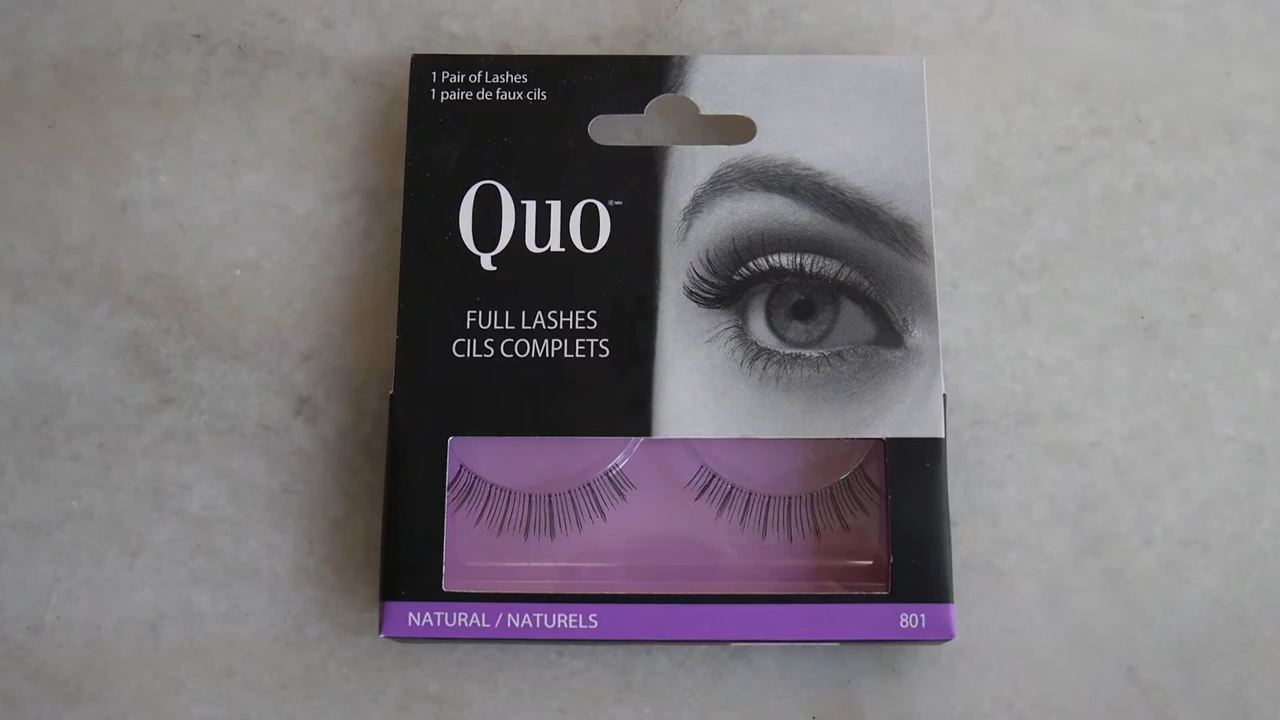 1 Pair of Lashes
1 paire de faux cils
Quo
FULL LASHES
CILS COMPLETS
NATURAL / NATURELS
801